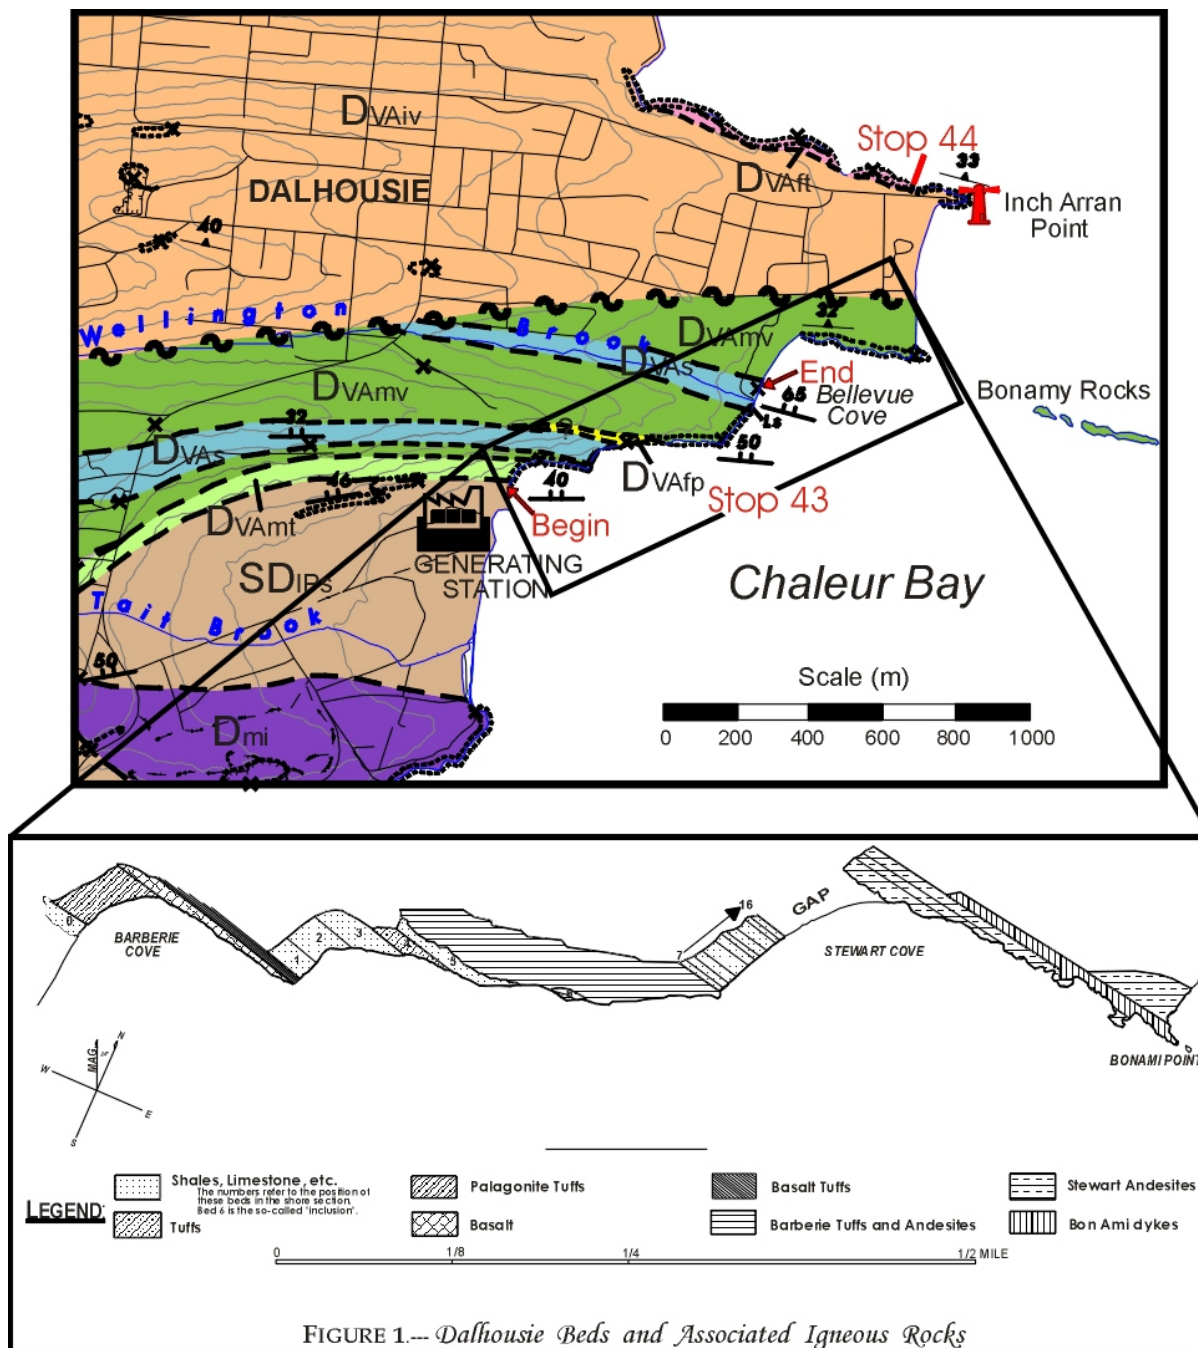 DVAiv
Stop 44
33
DVAft
DALHOUSIE
Inch Arran
Point
40
Wellington Brook
32
DVAmv
DVAs
End
DVAmv
65
Bellevue
Cove
Bonamy Rocks
Ls
32
50
DVAs
DVAfp
46
40
Stop 43
DVAmt
Begin
GENERATING
STATION
SDIPs
Chaleur Bay
Tait Brook
50
Scale (m)
Dmi
0 200 400 600 800 1000
16
GAP
0
BARBERIE
COVE
1
2
3
4
5
6
7
STEWART COVE
BONAMI POINT
N
MAG.
24°
W
E
S
LEGEND:
Shales, Limestone, etc.
The numbers refer to the position of
these beds in the shore section.
Bed 6 is the so-called "inclusion".
Tuffs
Palagonite Tuffs
Basalt
Basalt Tuffs
Barberie Tuffs and Andesites
Stewart Andesites
Bon Ami dykes
0 1/8 1/4 1/2 MILE
FIGURE 1.--- Dalhousie Beds and Associated Igneous Rocks